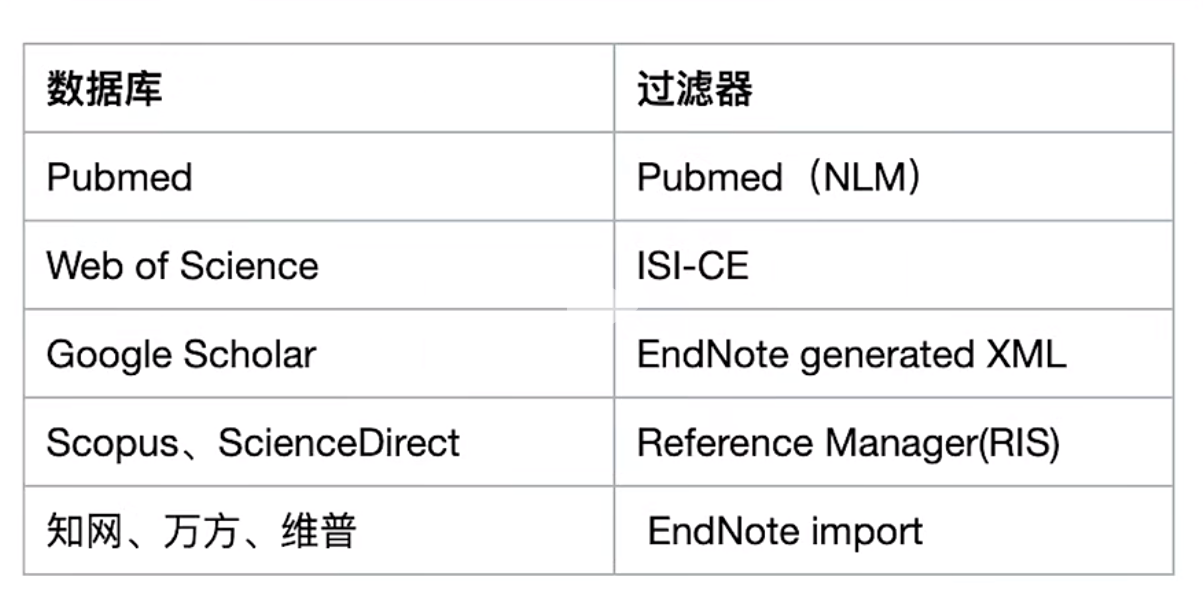 数据库 过滤器
Pubmed Pubmed（NLM）
Web of Science ISI-CE
Google Scholar EndNote generated XML
Scopus、ScienceDirect Reference Manager(RIS)
知网、万方、维普 EndNote import